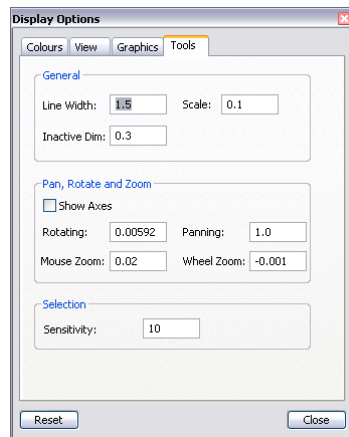 Display Options
Colours View Graphics Tools
General
Line Width: 1.5 Scale: 0.1
Inactive Dim: 0.3
Pan, Rotate and Zoom
Show Axes
Rotating: 0.00592 Panning: 1.0
Mouse Zoom: 0.02 Wheel Zoom: -0.001
Selection
Sensitivity: 10
Reset Close